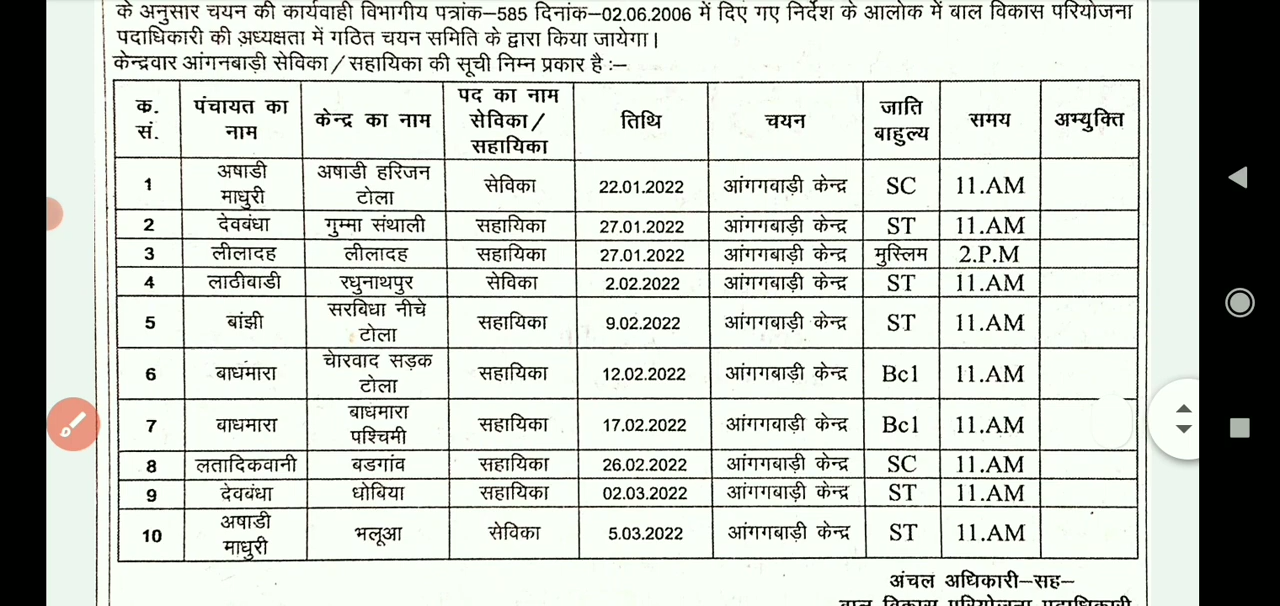 के अनुसार चयन की कार्यवाही विभागीय पत्रांक–585 दिनांक–02.06.2006 में दिए गए निर्देश के आलोक में बाल विकास परियोजना
पदाधिकारी की अध्यक्षता में गठित चयन समिति के द्वारा किया जायेगा।
केन्द्रवार आंगनबाड़ी सेविका/सहायिका की सूची निम्न प्रकार है :–
क. सं. पंचायत का नाम केन्द्र का नाम पद का नाम सेविका/ सहायिका तिथि चयन जाति बाहुल्य समय अभ्युक्ति
1 अषाडी माधुरी अषाडी हरिजन टोला सेविका 22.01.2022 आंगगबाड़ी केन्द्र SC 11.AM
2 देवबंधा गुम्मा संथाली सहायिका 27.01.2022 आंगगबाड़ी केन्द्र ST 11.AM
3 लीलादह लीलादह सहायिका 27.01.2022 आंगगबाड़ी केन्द्र मुस्लिम 2.P.M
4 लाठीबाडी रधुनाथपुर सेविका 2.02.2022 आंगगबाड़ी केन्द्र ST 11.AM
5 बांझी सरबिधा नीचे टोला सहायिका 9.02.2022 आंगगबाड़ी केन्द्र ST 11.AM
6 बाधमारा चेारवाद सड़क टोला सहायिका 12.02.2022 आंगगबाड़ी केन्द्र Bc1 11.AM
7 बाधमारा बाधमारा पश्चिमी सहायिका 17.02.2022 आंगगबाड़ी केन्द्र Bc1 11.AM
8 लतादिकवानी बडगांव सहायिका 26.02.2022 आंगगबाड़ी केन्द्र SC 11.AM
9 देवबंधा धोबिया सहायिका 02.03.2022 आंगगबाड़ी केन्द्र ST 11.AM
10 अषाडी माधुरी भलूआ सेविका 5.03.2022 आंगगबाड़ी केन्द्र ST 11.AM
अंचल अधिकारी–सह–
बाल विकास परियोजना पदाधिकारी